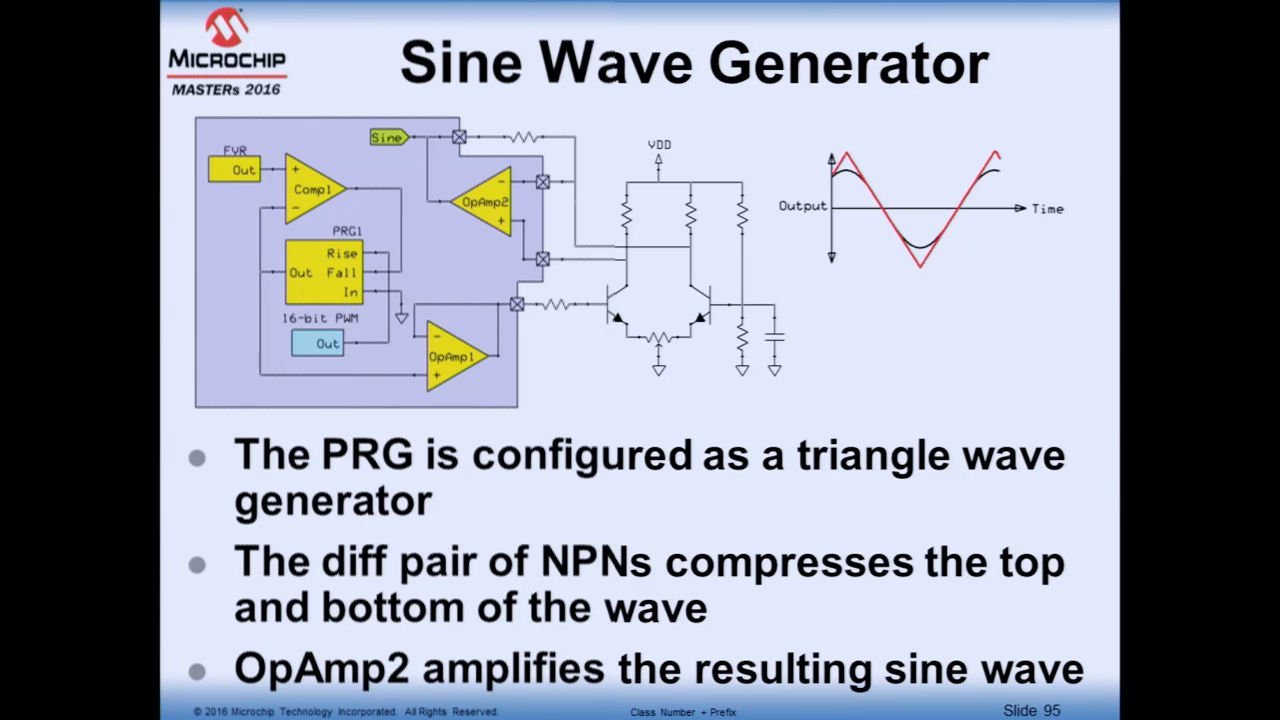 MICROCHIP
MASTERs 2016
Sine Wave Generator
Sine
FVR
Out
+
Comp1
−
−
OpAmp2
+
PRG1
Rise
Out Fall
In
16-bit PWM
Out
−
OpAmp1
+
VDD
Output
Time
The PRG is configured as a triangle wave
generator
The diff pair of NPNs compresses the top
and bottom of the wave
OpAmp2 amplifies the resulting sine wave
© 2016 Microchip Technology Incorporated. All Rights Reserved.
Class Number + Prefix
Slide 95